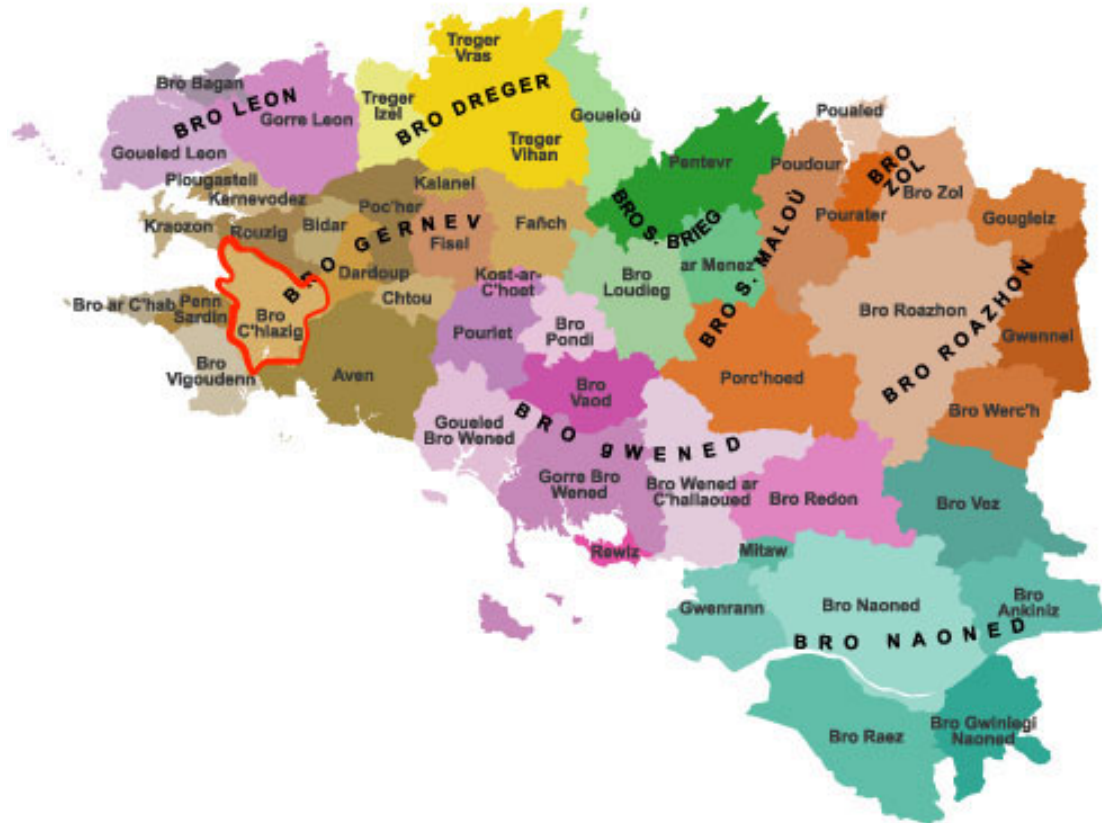 Treger
Vras
Bro Bagan
BRO LEON
Gorre Leon
Goueled Leon
Treger
Izel
BRO DREGER
Treger
Vihan
Goueloù
Poualed
Pentevr
Poudour
BRO
ZOL
Bro Zol
Pourater
Gougleiz
Plougastell
Kernevodez
Kraozon
Rouzig
Bidar
Poc'her
Kalanel
BRO GERNEV
Fisel
Fañch
Dardoup
BRO S. BRIEG
ar Menez
BRO S. MALOÙ
Bro
Loudieg
Kost-ar-
C'hoet
Chtou
Bro ar C'hab
Penn
Sardin
Bro
C'hlazig
Bro
Vigoudenn
Aven
Pourlet
Bro
Pondi
Bro Roazhon
BRO ROAZHON
Gwennel
Bro
Vaod
Porc'hoed
Bro Werc'h
Goueled
Bro Wened
BRO gWENED
Gorre Bro
Wened
Bro Wened ar
C'hallaoued
Bro Redon
Bro Vez
Rewiz
Mitaw
Gwenrann
Bro Naoned
Bro
Ankiniz
BRO NAONED
Bro Raez
Bro Gwinlegi
Naoned